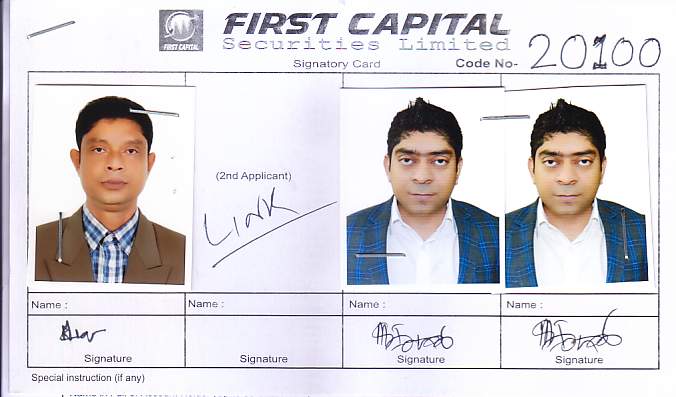 FIRST CAPITAL
Securities Limited
FIRST CAPITAL
Signatory Card
Code No- 20100
(2nd Applicant)
Link
Name :
Name :
Name :
Name :
Signature
Signature
Signature
Signature
Special instruction (if any)